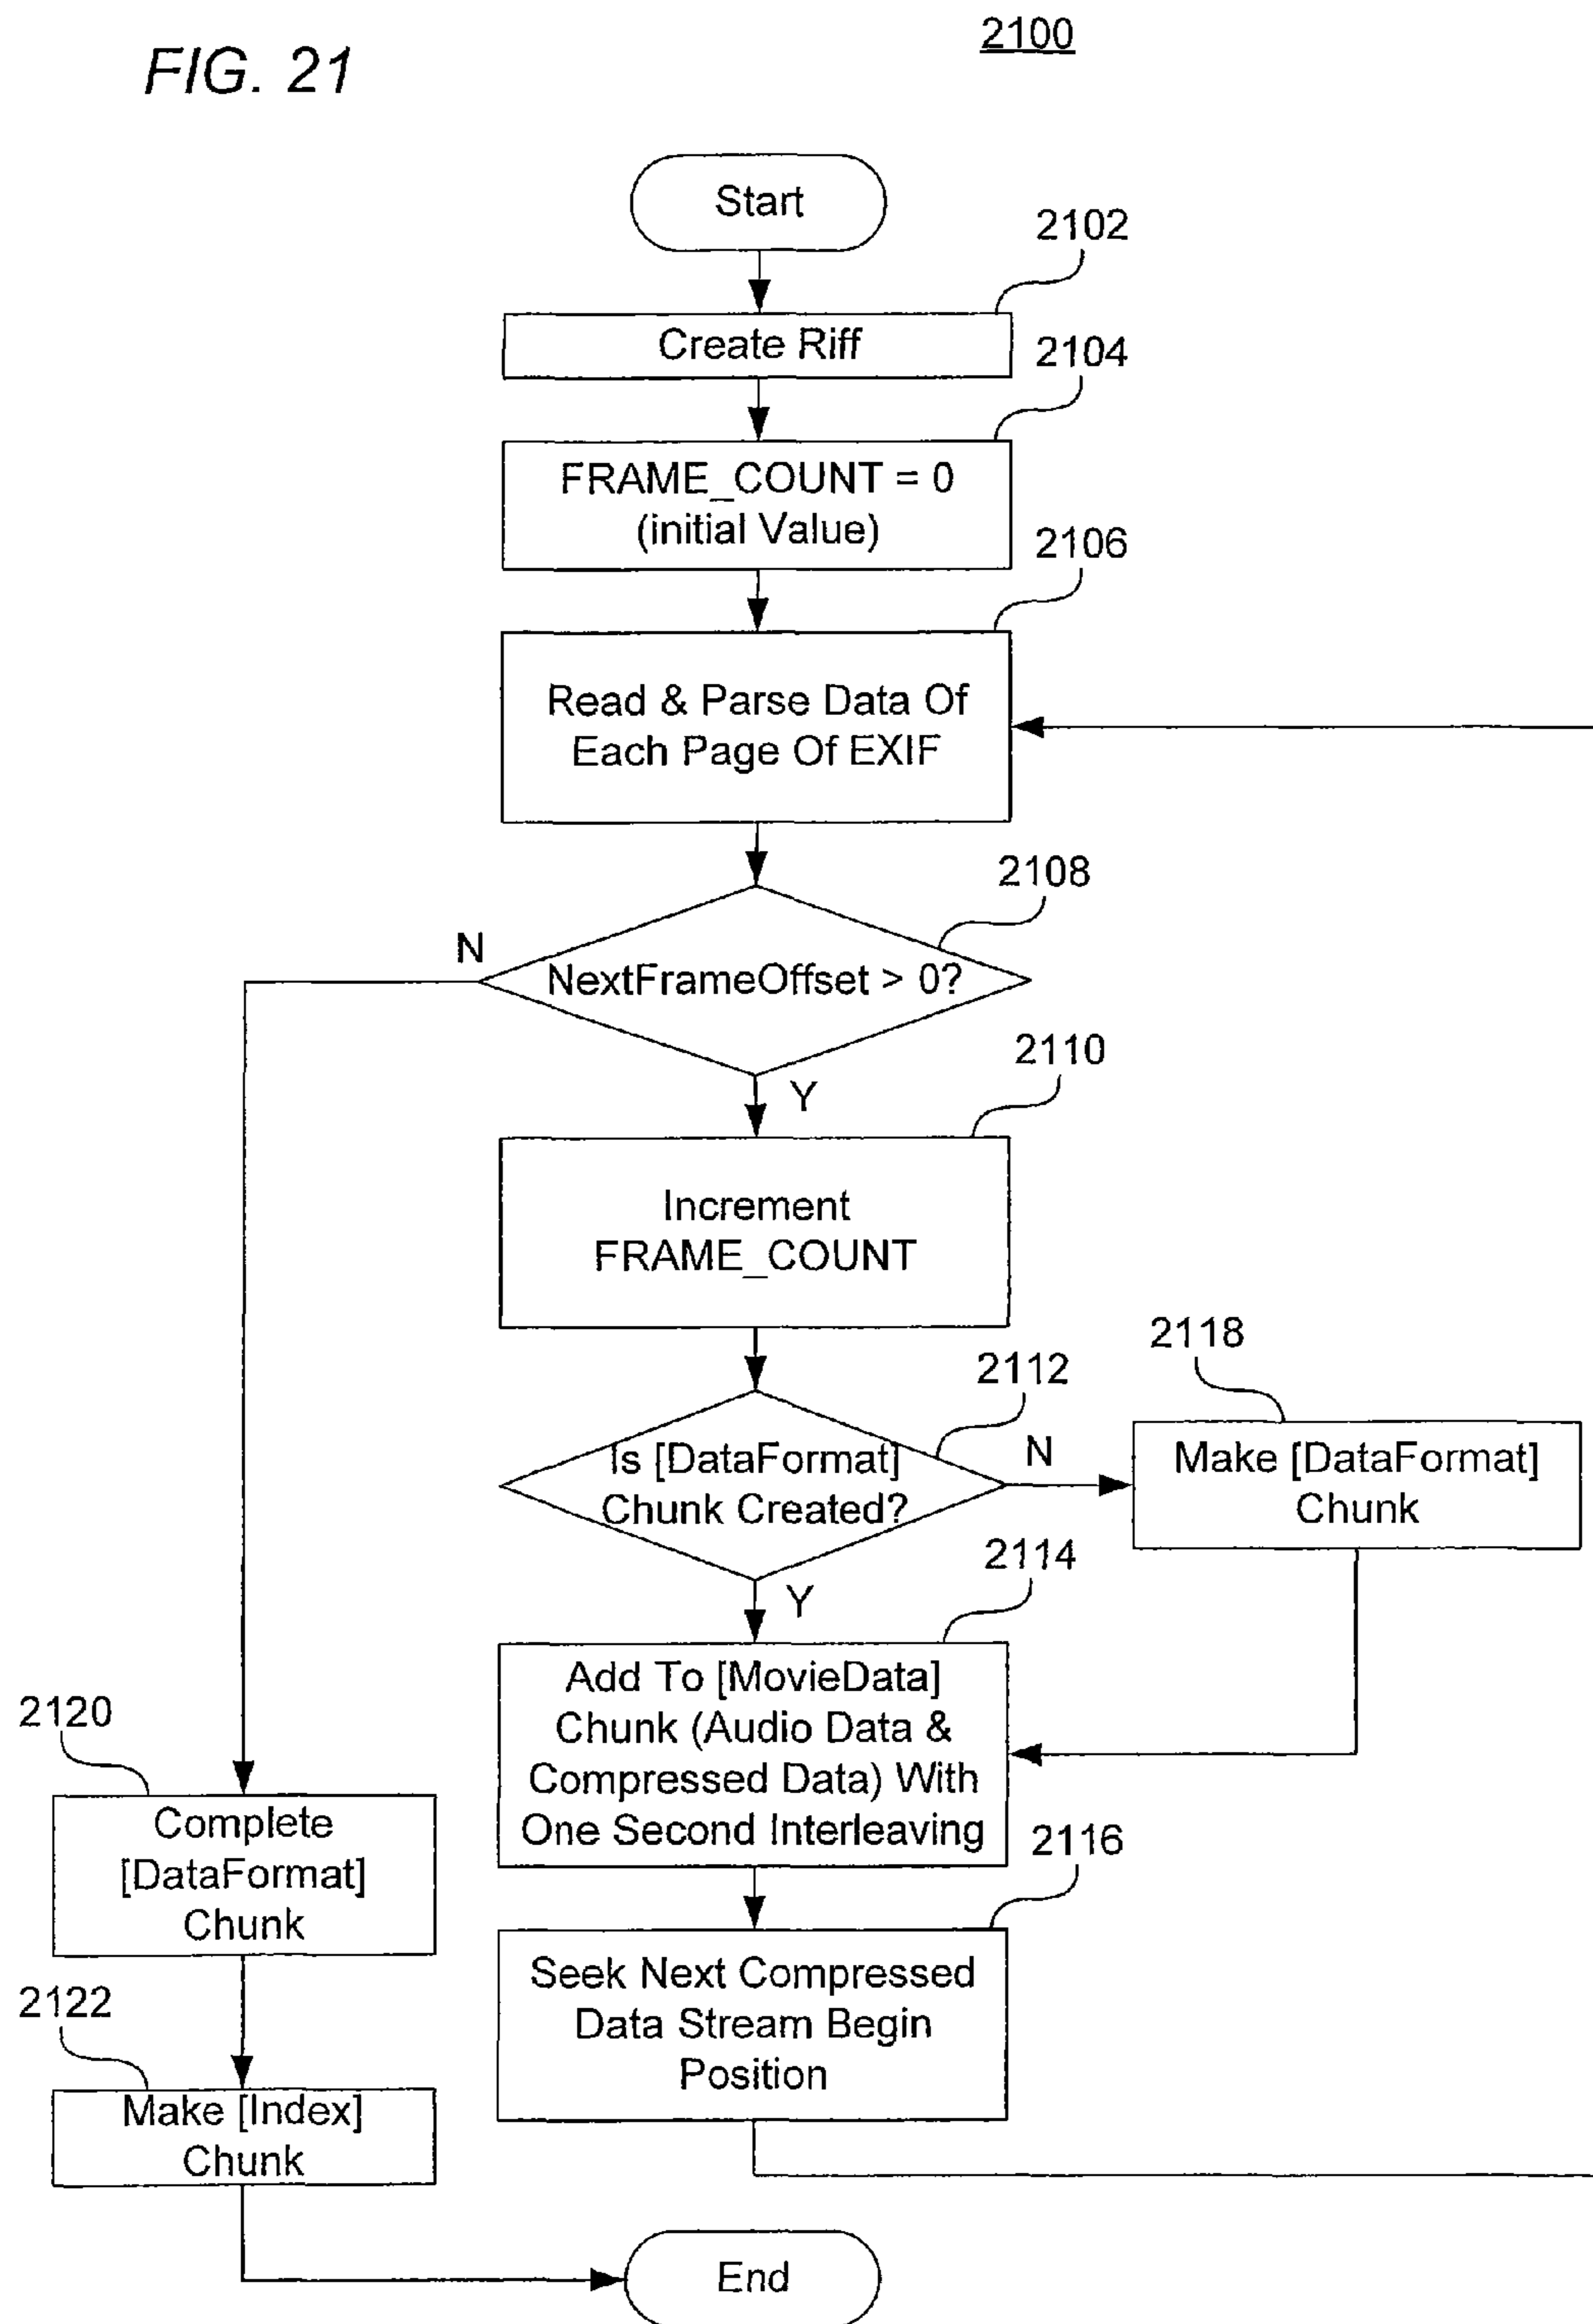 FIG. 21
2100
Start
2102
Create Riff
2104
FRAME_COUNT = 0
(initial Value)
2106
Read & Parse Data Of
Each Page Of EXIF
2108
N
NextFrameOffset > 0?
2110
Y
Increment
FRAME_COUNT
2112
2118
Is [DataFormat]
Chunk Created?
N
Make [DataFormat]
Chunk
2114
Y
Add To [MovieData]
Chunk (Audio Data &
Compressed Data) With
One Second Interleaving
2120
Complete
[DataFormat]
Chunk
2116
Seek Next Compressed
Data Stream Begin
Position
2122
Make [Index]
Chunk
End